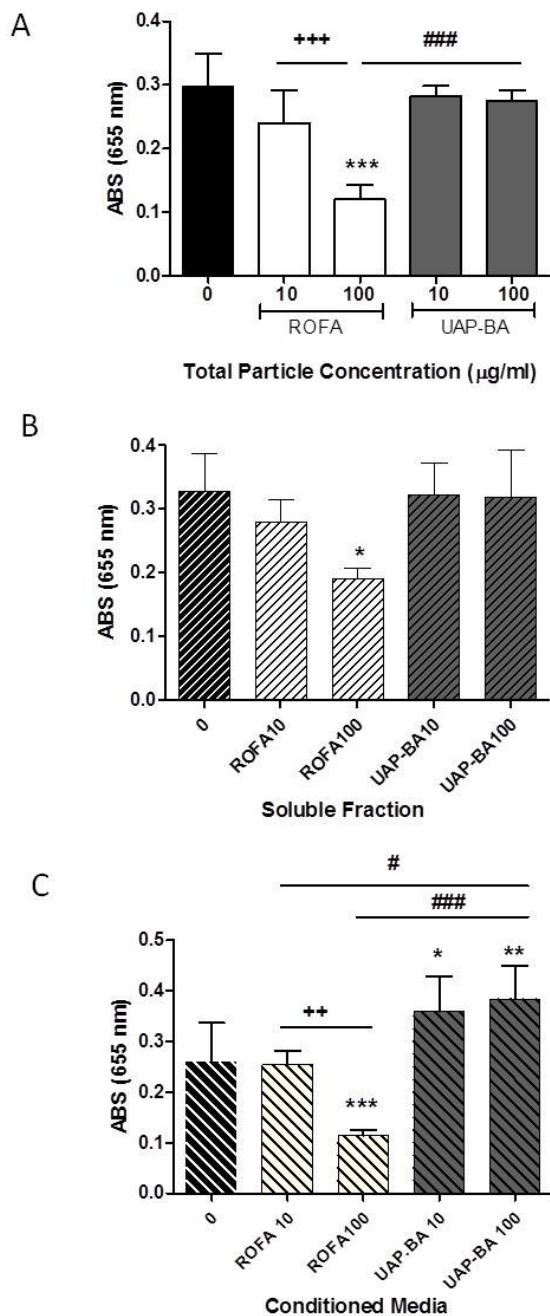 A
+++ ###
0.4
0.3
0.2
0.1
0.0
ABS (655 nm)
***
0 10 100 10 100
ROFA UAP-BA
Total Particle Concentration (µg/ml)
B
0.4
0.3
0.2
0.1
0.0
ABS (655 nm)
*
0 ROFA10 ROFA100 UAP-BA10 UAP-BA100
Soluble Fraction
C
#
###
0.5
0.4
0.3
0.2
0.1
0.0
ABS (655 nm)
* **
++
***
0 ROFA 10 ROFA100 UAP.BA 10 UAP-BA 100
Conditioned Media